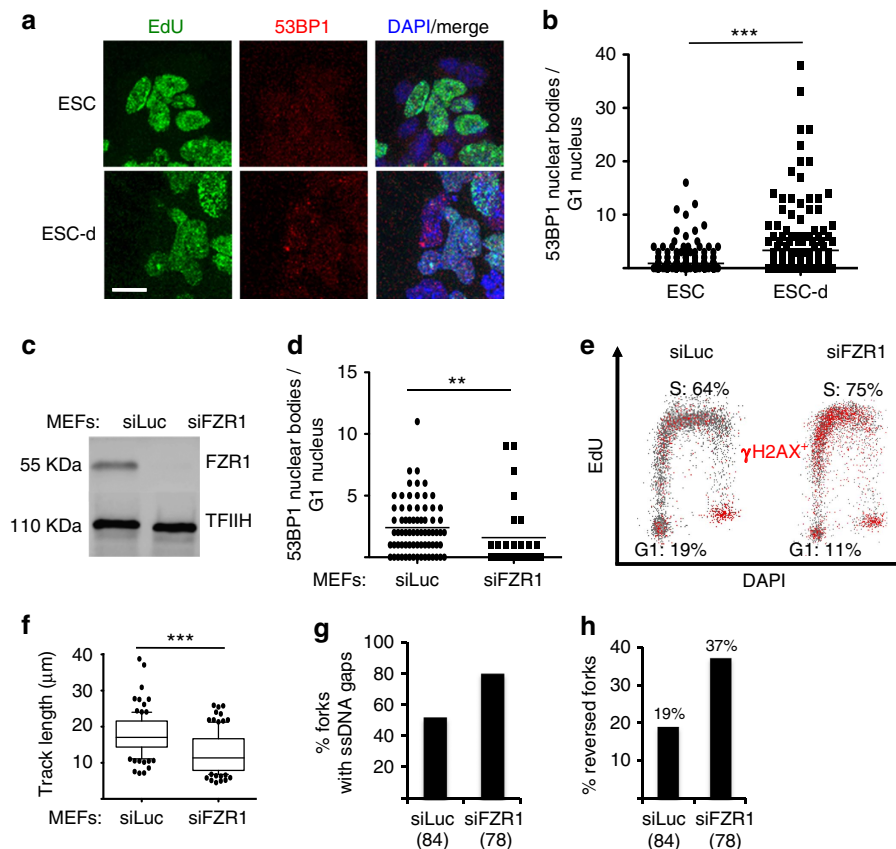 a
EdU 53BP1 DAPI/merge
ESC
ESC-d
b
***
53BP1 nuclear bodies /
G1 nucleus
40
30
20
10
0
ESC ESC-d
c
MEFs: siLuc siFZR1
55 KDa FZR1
110 KDa TFIIH
d
**
53BP1 nuclear bodies /
G1 nucleus
15
10
5
0
MEFs: siLuc siFZR1
e
siLuc siFZR1
S: 64% S: 75%
EdU
γH2AX+
G1: 19% G1: 11%
DAPI
f
***
Track length (μm)
40
30
20
10
MEFs: siLuc siFZR1
g
% forks
with ssDNA gaps
100
80
60
40
20
siLuc siFZR1
(84) (78)
h
% reversed forks
40
30
20
10
0
19%
37%
siLuc siFZR1
(84) (78)